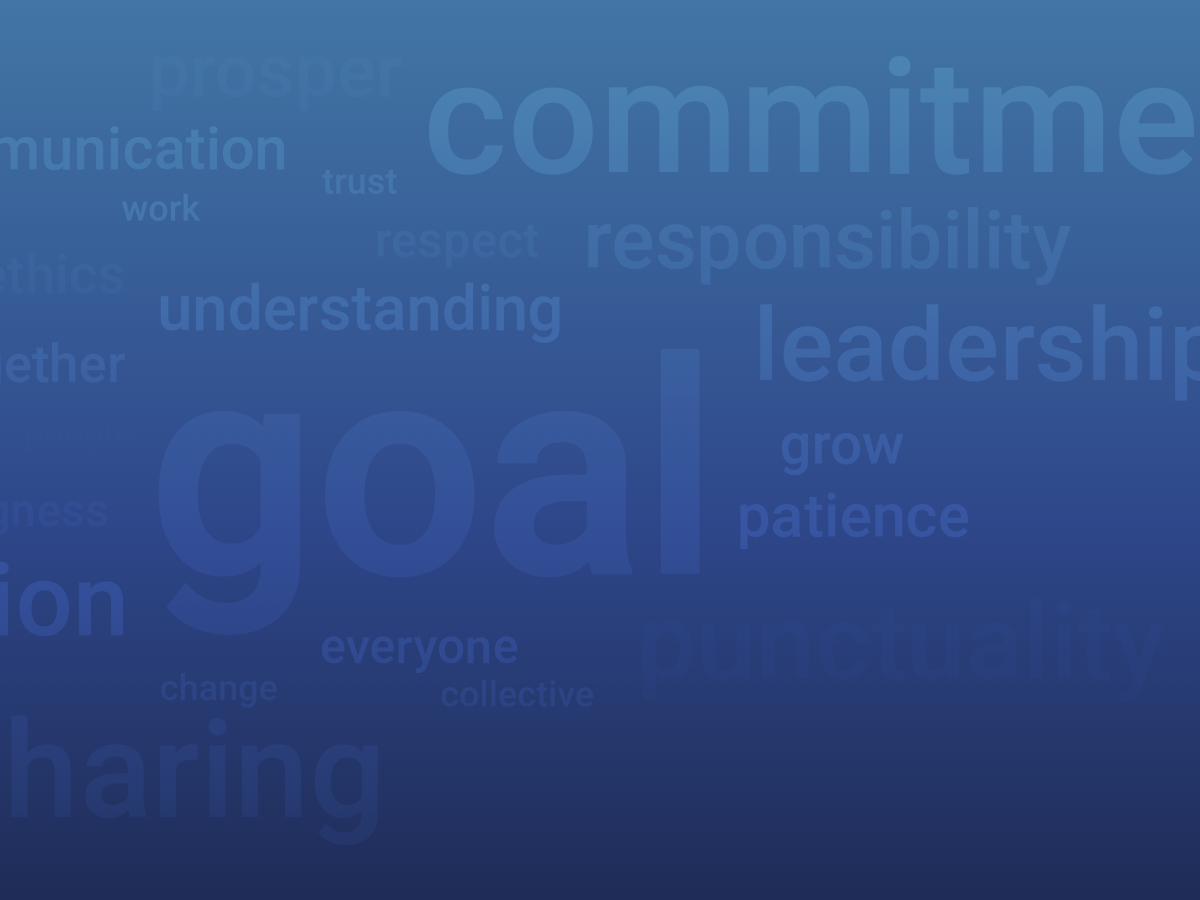 prosper
commitme
munication
trust
work
respect
responsibility
ethics
understanding
leadership
ether
goal
grow
gness
patience
ion
everyone
punctuality
change
collective
haring